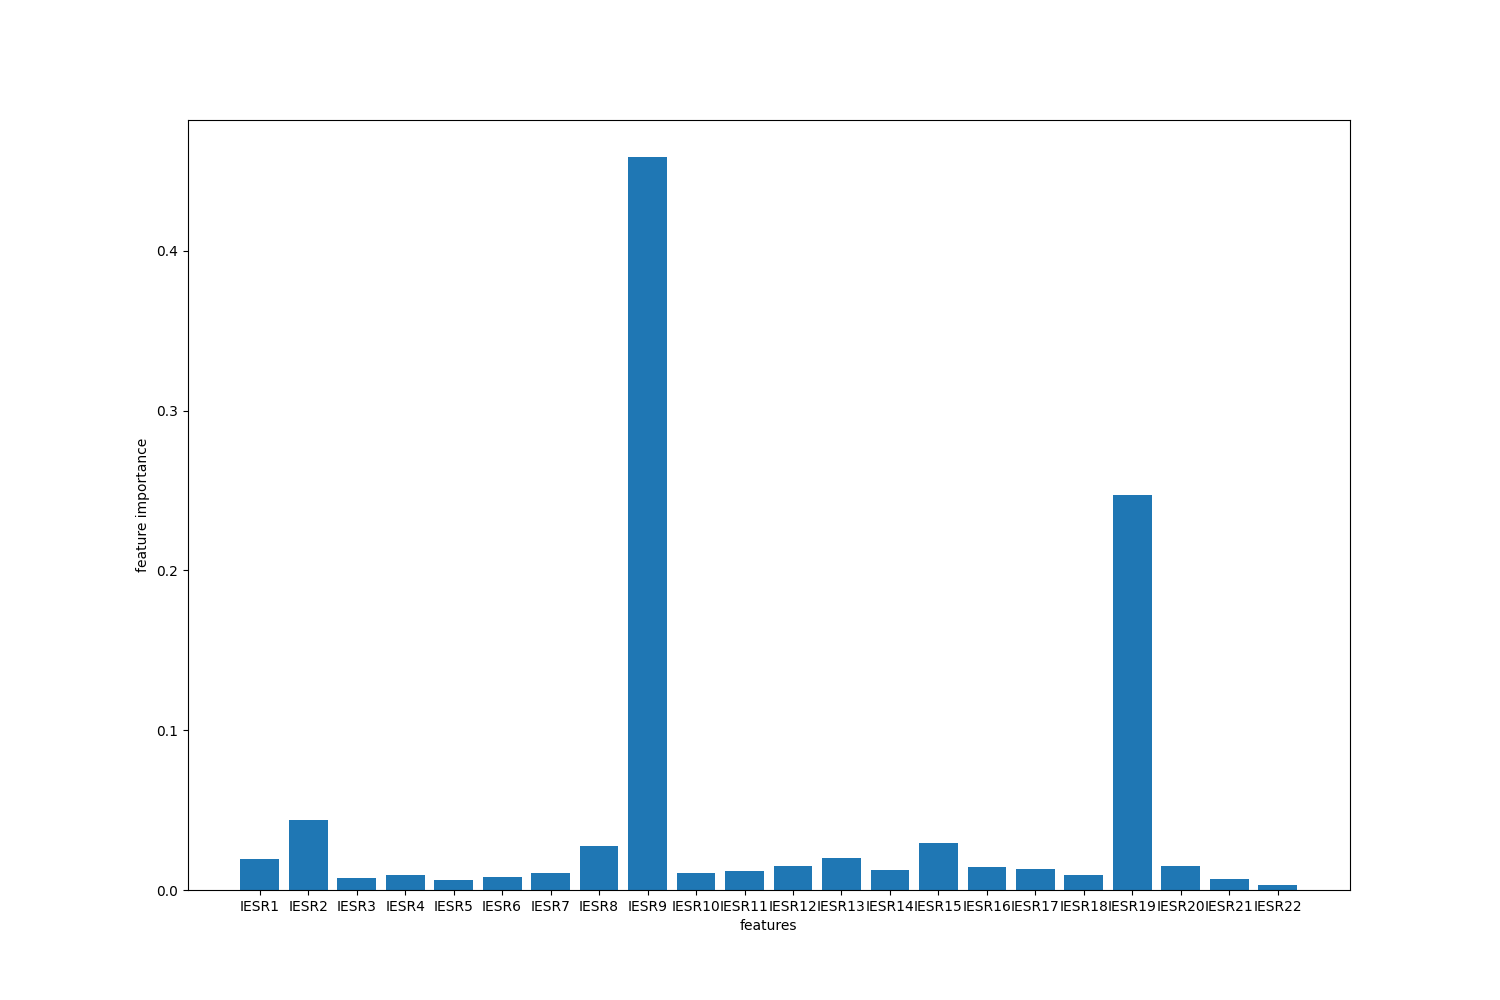 0.4
0.3
0.2
0.1
0.0
feature importance
IESR1 IESR2 IESR3 IESR4 IESR5 IESR6 IESR7 IESR8 IESR9 IESR10 IESR11 IESR12 IESR13 IESR14 IESR15 IESR16 IESR17 IESR18 IESR19 IESR20 IESR21 IESR22
features